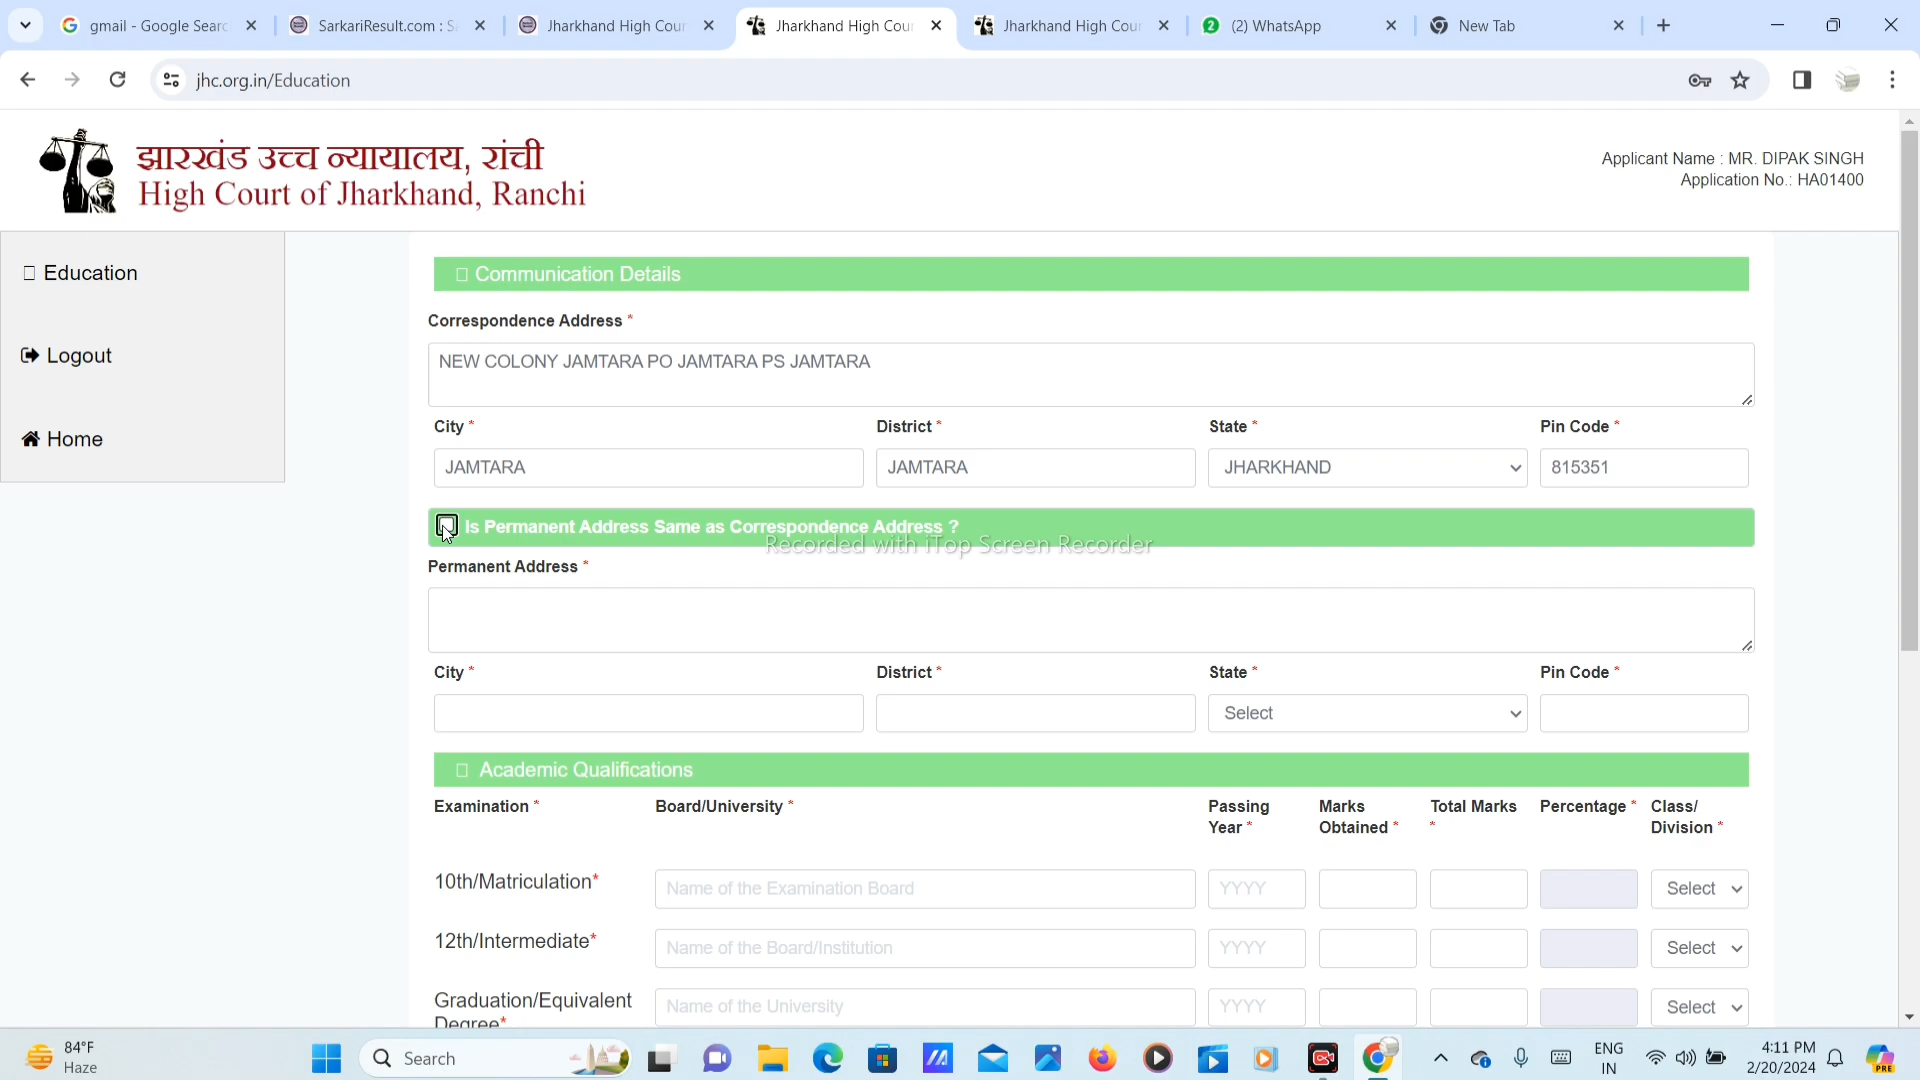 gmail - Google Searc
SarkariResult.com : Sa
Jharkhand High Cour
Jharkhand High Cour
Jharkhand High Cour
2
(2) WhatsApp
New Tab
jhc.org.in/Education
झारखंड उच्च न्यायालय, रांची
High Court of Jharkhand, Ranchi
Applicant Name : MR. DIPAK SINGH
Application No.: HA01400
Education
Logout
Home
Communication Details
Correspondence Address *
NEW COLONY JAMTARA PO JAMTARA PS JAMTARA
City * District * State * Pin Code *
JAMTARA JAMTARA JHARKHAND 815351
Is Permanent Address Same as Correspondence Address ?
Recorded with iTop Screen Recorder
Permanent Address *
City * District * State * Pin Code *
Select
Academic Qualifications
Examination * Board/University * Passing Year * Marks Obtained * Total Marks * Percentage * Class/ Division *
10th/Matriculation* Name of the Examination Board YYYY Select
12th/Intermediate* Name of the Board/Institution YYYY Select
Graduation/Equivalent Degree* Name of the University YYYY Select
84°F
Haze
Search
ENG
IN
4:11 PM
2/20/2024
PRE